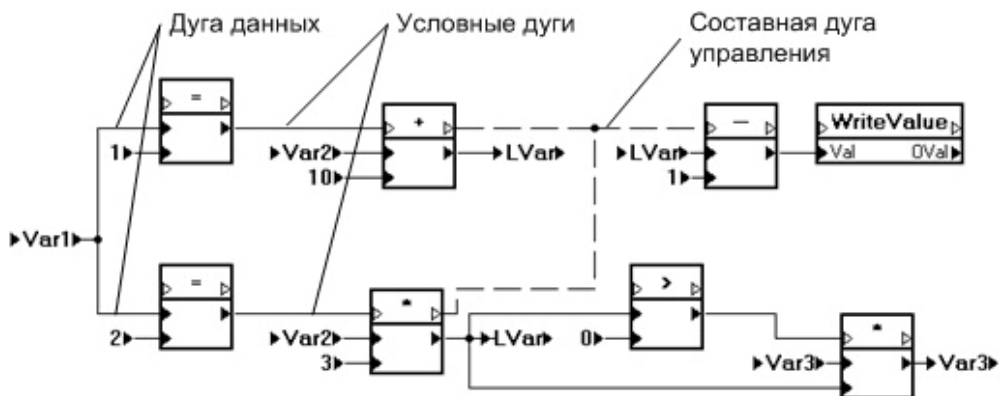 Дуга данных
Условные дуги
Составная дуга
управления
=
+
−
WriteValue
1
Var2
10
LVar
LVar
1
Val
OVal
Var1
=
*
>
2
Var2
3
LVar
0
*
Var3
Var3